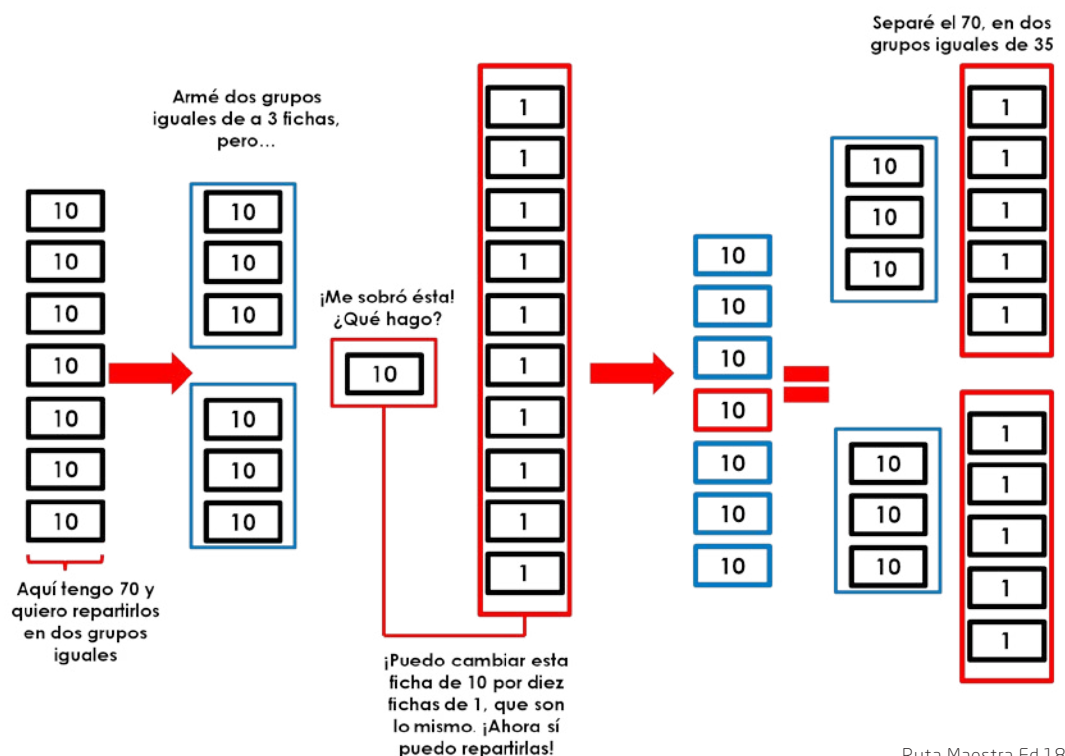 Separé el 70, en dos
grupos iguales de 35
Armé dos grupos
iguales de a 3 fichas,
pero...
10
10
10
10
10
10
10
Aquí tengo 70 y
quiero repartirlos
en dos grupos
iguales
10
10
10
10
10
10
¡Me sobró ésta!
¿Qué hago?
10
1
1
1
1
1
1
1
1
1
1
¡Puedo cambiar esta
ficha de 10 por diez
fichas de 1, que son
lo mismo. ¡Ahora sí
puedo repartirlas!
10
10
10
10
10
10
10
10
10
10
1
1
1
1
1
10
10
10
1
1
1
1
1
Ruta Maestra Ed.18